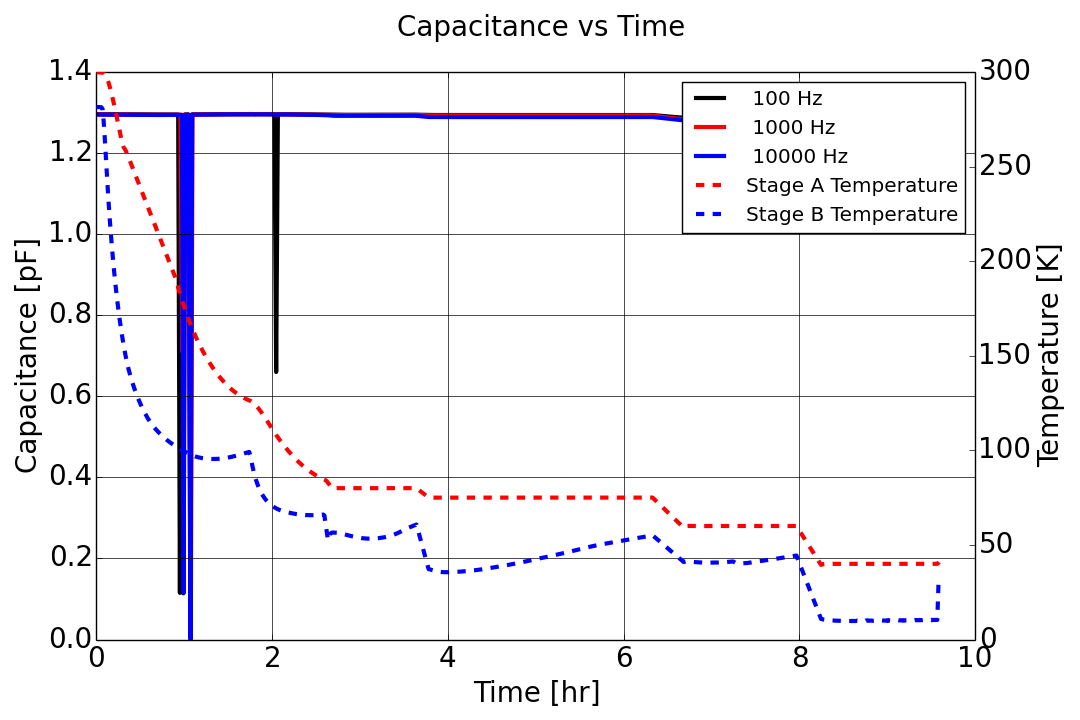 Capacitance vs Time
1.4
1.2
1.0
0.8
0.6
0.4
0.2
0.0
Capacitance [pF]
0 2 4 6 8 10
Time [hr]
300
250
200
150
100
50
0
Temperature [K]
100 Hz
1000 Hz
10000 Hz
Stage A Temperature
Stage B Temperature